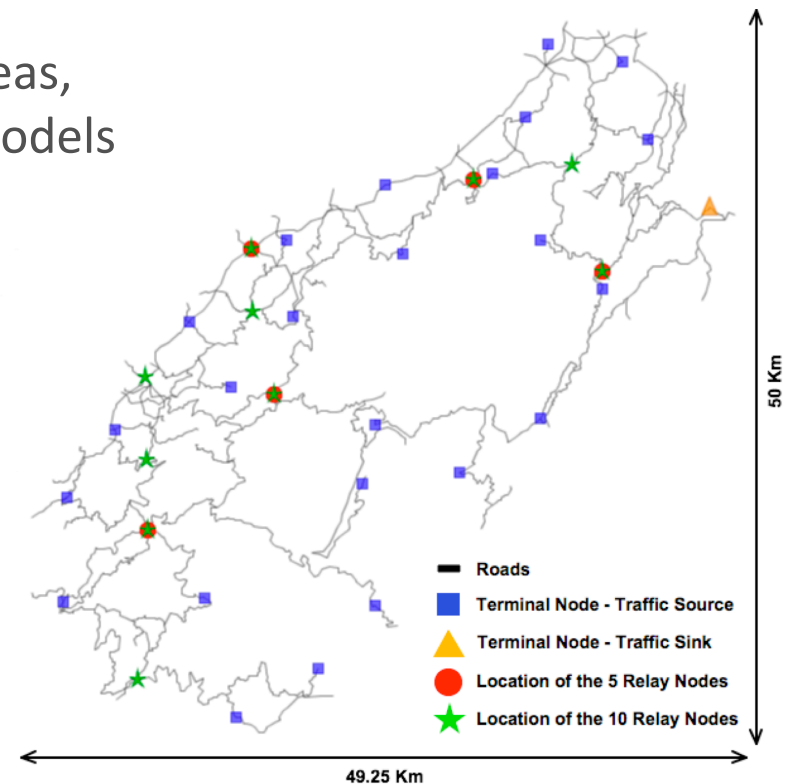 eas,
odels
50 Km
Roads
Terminal Node - Traffic Source
Terminal Node - Traffic Sink
Location of the 5 Relay Nodes
Location of the 10 Relay Nodes
49.25 Km